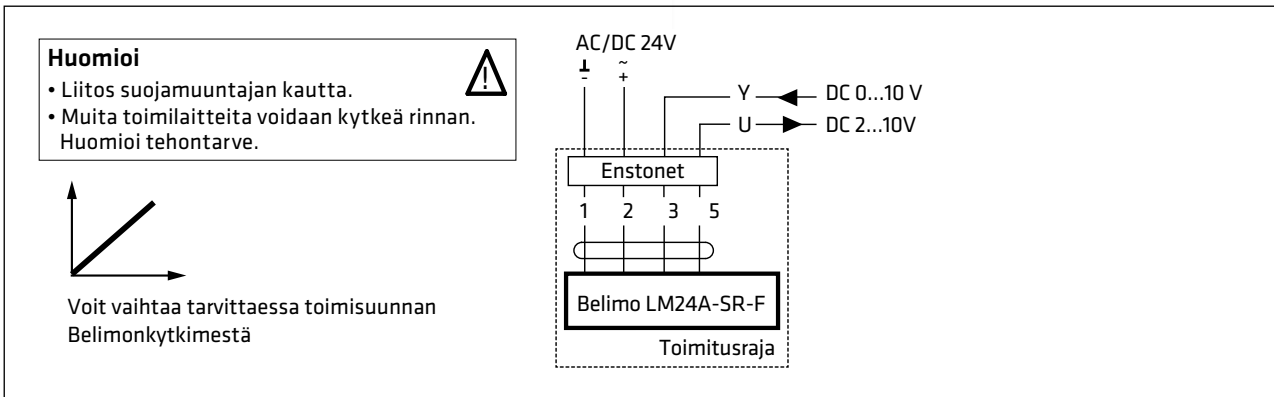 Huomioi
• Liitos suojamuuntajan kautta.
• Muita toimilaitteita voidaan kytkeä rinnan.
Huomioi tehontarve.
!
Voit vaihtaa tarvittaessa toimisuunnan
Belimonkytkimestä
AC/DC 24V
⊥ ~
- +
Y DC 0...10 V
U DC 2...10V
Enstonet
1 2 3 5
Belimo LM24A-SR-F
Toimitusraja